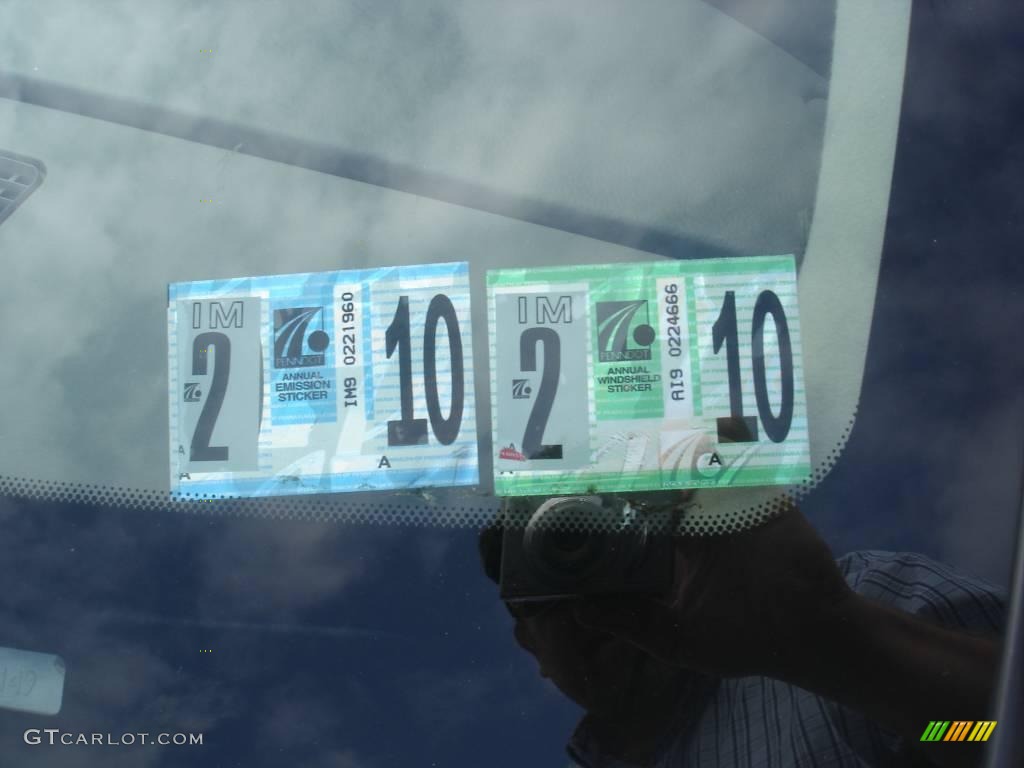 IM
2
PENNDOT
ANNUAL
EMISSION
STICKER
IM9 0221960
10
A
A
A
IM
2
PENNDOT
ANNUAL
WINDSHIELD
STICKER
AI9 0224666
10
A
GTCARLOT.COM